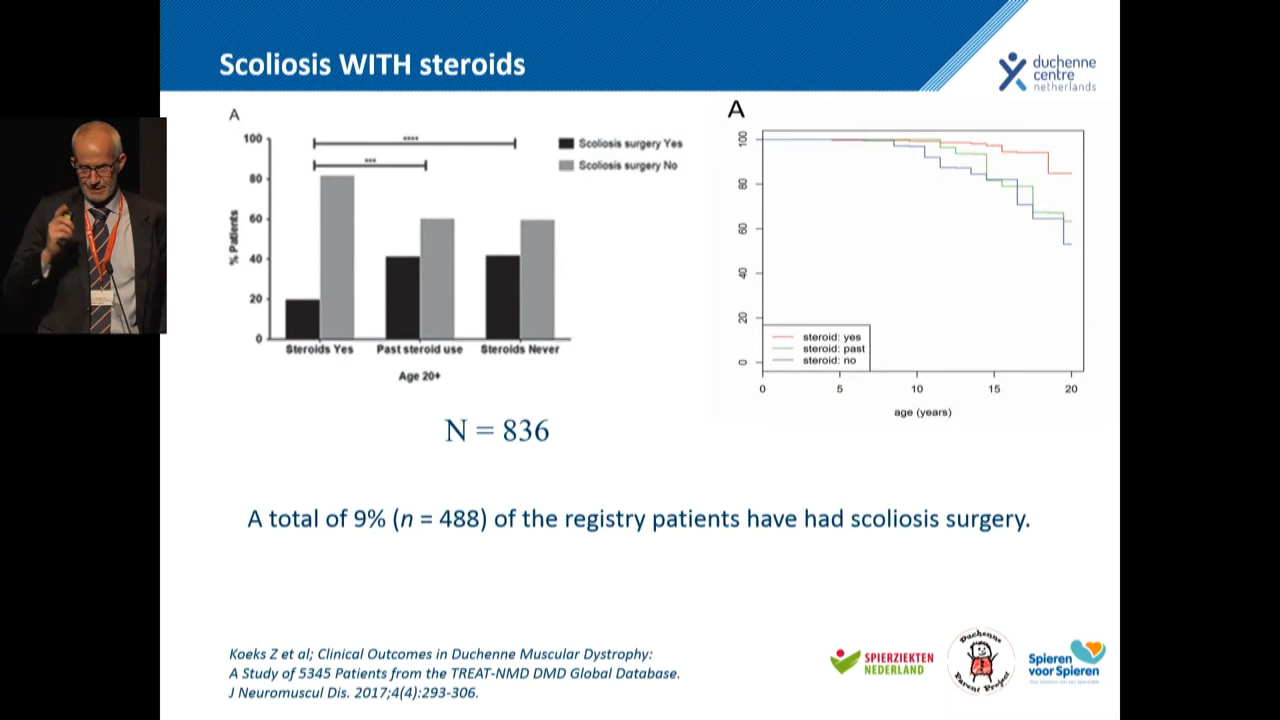 Scoliosis WITH steroids
duchenne
centre
netherlands
A
100
80
60
40
20
0
% Patients
****
***
Scoliosis surgery Yes
Scoliosis surgery No
Steroids Yes
Past steroid use
Steroids Never
Age 20+
A
100
80
60
40
20
0
steroid: yes
steroid: past
steroid: no
0
5
10
15
20
age (years)
N = 836
A total of 9% (n = 488) of the registry patients have had scoliosis surgery.
Koeks Z et al; Clinical Outcomes in Duchenne Muscular Dystrophy:
A Study of 5345 Patients from the TREAT-NMD DMD Global Database.
J Neuromuscul Dis. 2017;4(4):293-306.
SPIERZIEKTEN
NEDERLAND
Duchenne
Parent Project
Spieren
voor Spieren